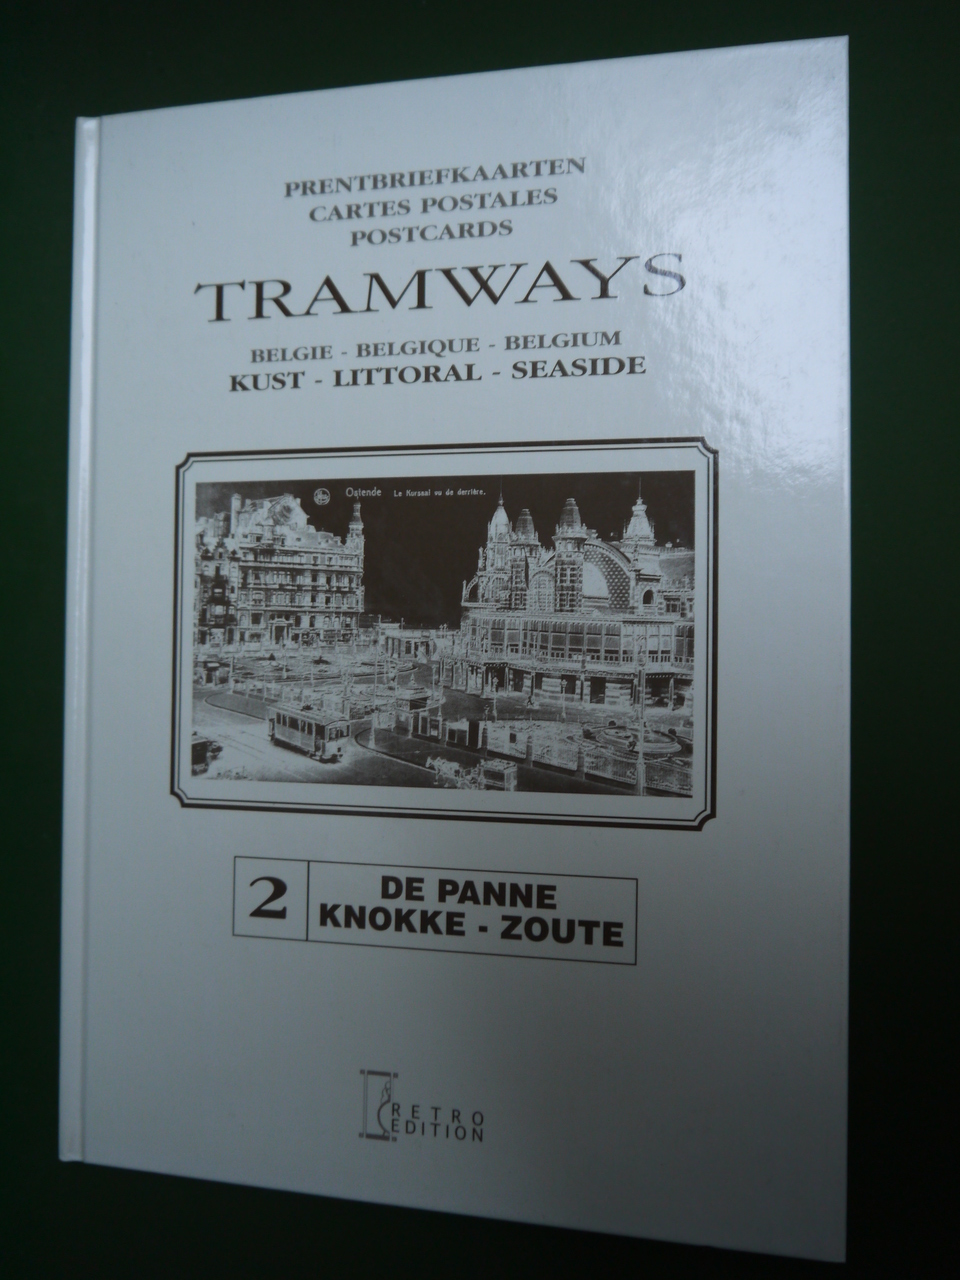 PRENTBRIEFKAARTEN
CARTES POSTALES
POSTCARDS
TRAMWAYS
BELGIE - BELGIQUE - BELGIUM
KUST - LITTORAL - SEASIDE
Ostende Le Kursaal vu de derrière.
2
DE PANNE
KNOKKE - ZOUTE
RETRO
EDITION